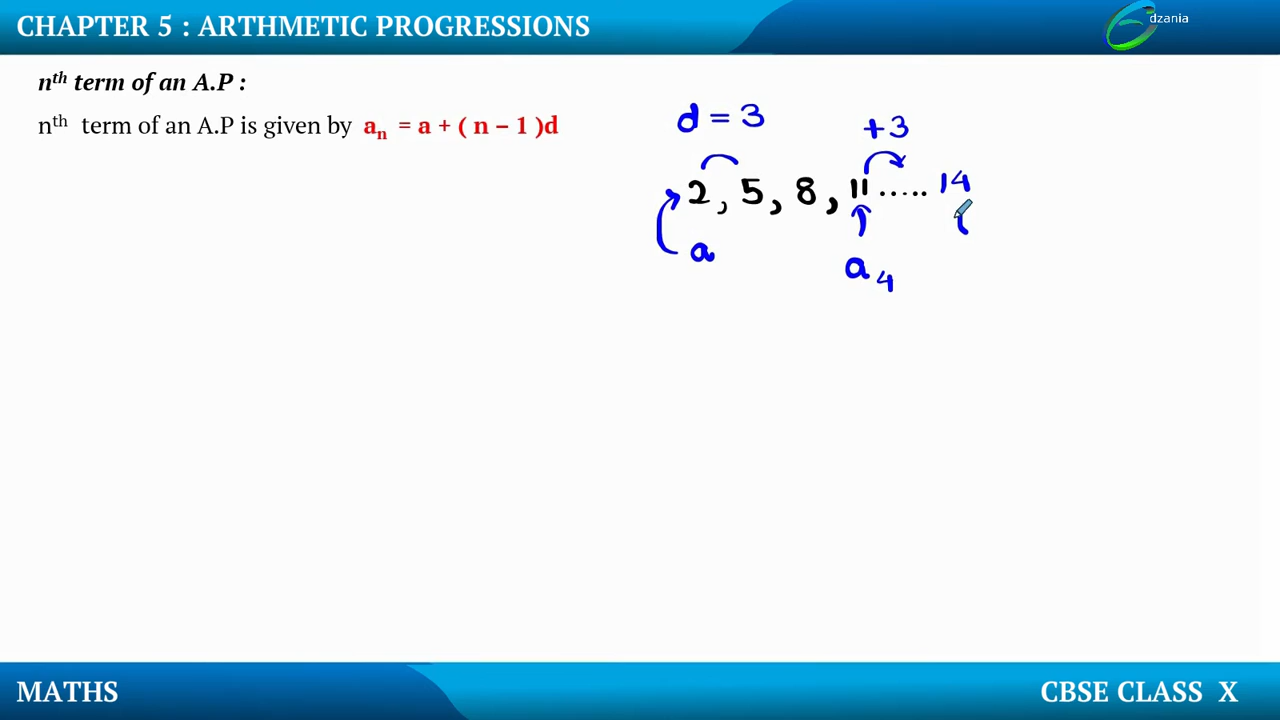 CHAPTER 5 : ARITHMETIC PROGRESSIONS
dzania
nth term of an A.P :
nth term of an A.P is given by an = a + ( n – 1 )d
d = 3
+3
2, 5, 8, 11 ..... 14
a
a4
MATHS
CBSE CLASS X